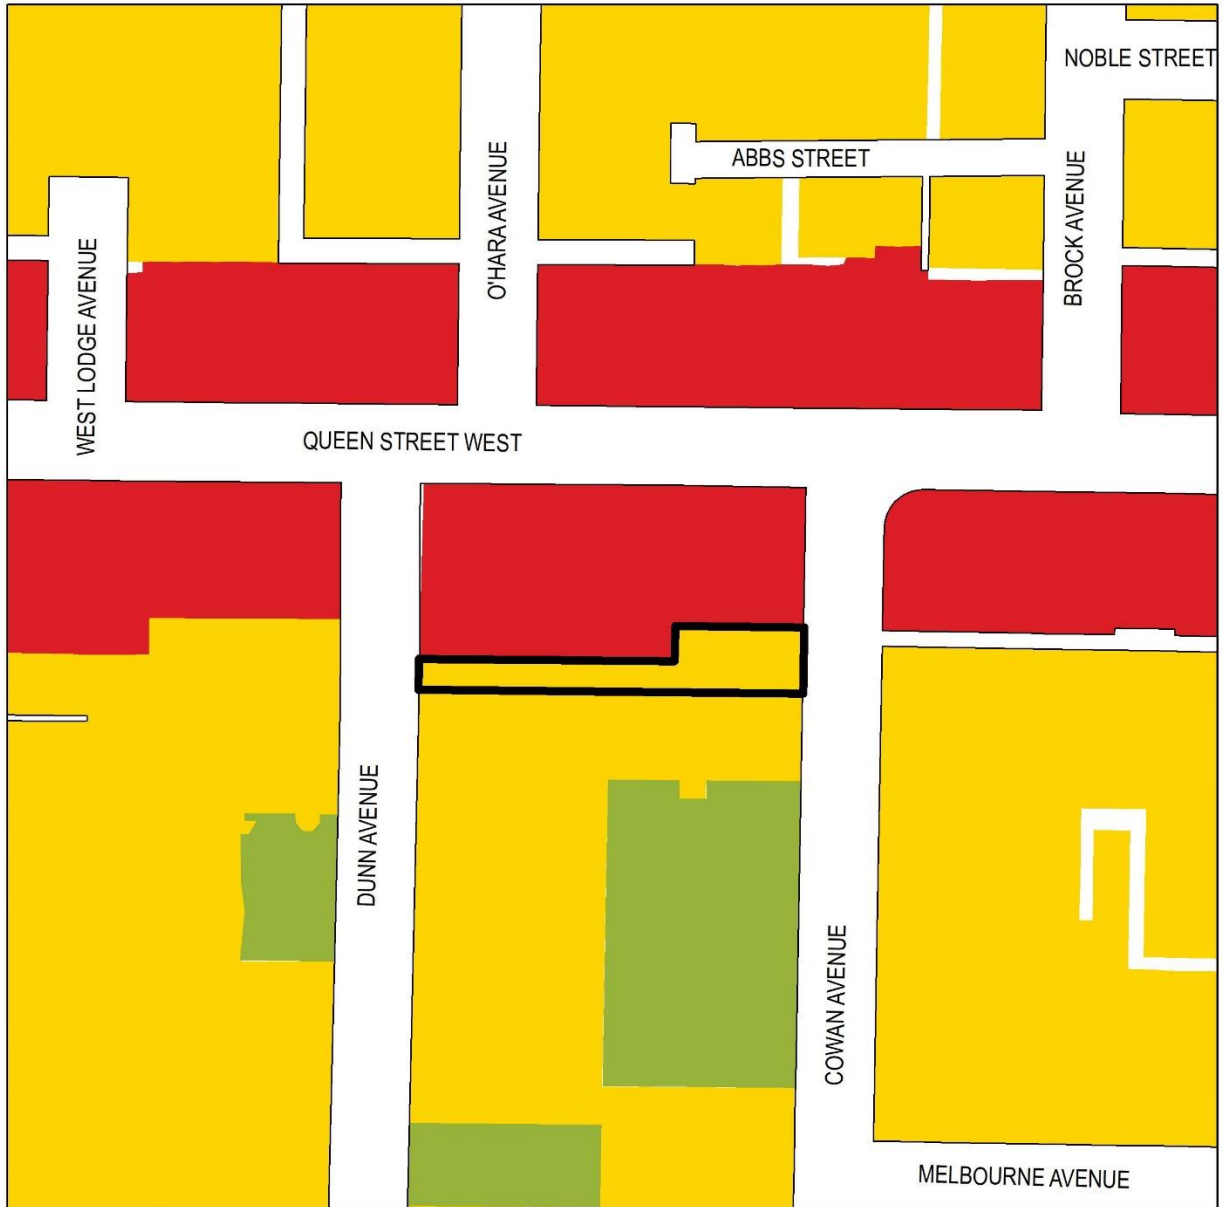 NOBLE STREET
ABBS STREET
O'HARA AVENUE
BROCK AVENUE
WEST LODGE AVENUE
QUEEN STREET WEST
DUNN AVENUE
COWAN AVENUE
MELBOURNE AVENUE